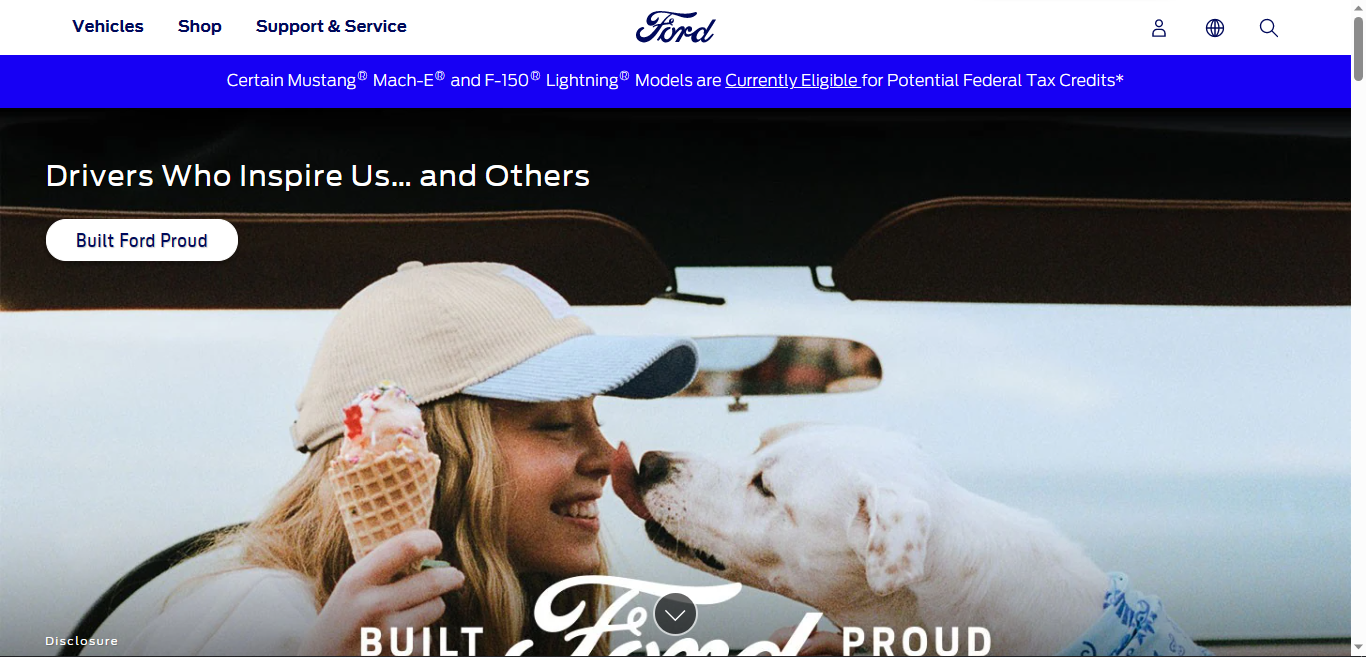 Vehicles Shop Support & Service Ford
Certain Mustang® Mach-E® and F-150® Lightning® Models are Currently Eligible for Potential Federal Tax Credits*
Drivers Who Inspire Us... and Others
Built Ford Proud
BUILT Ford PROUD
Disclosure